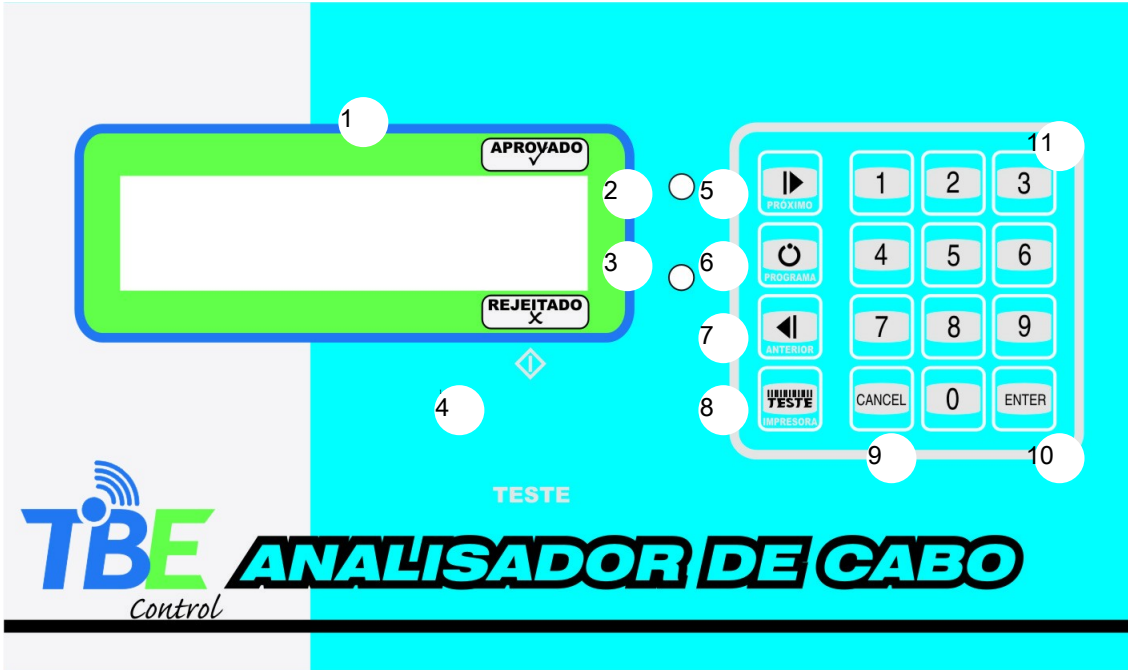 1
11
APROVADO
2
5
1
2
3
PRÓXIMO
3
6
4
5
6
PROGRAMA
REJEITADO
7
7
8
9
ANTERIOR
4
8
TESTE
CANCEL
0
ENTER
IMPRESORA
9
10
TESTE
TBE
Control
ANALISADOR DE CABO